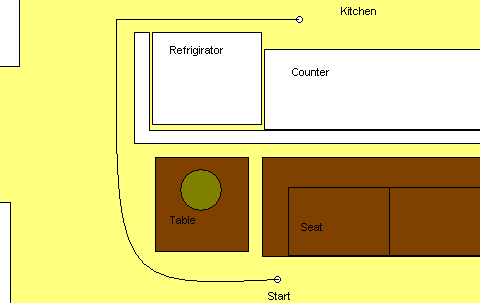 Kitchen
Refrigirator
Counter
Table
Seat
Start